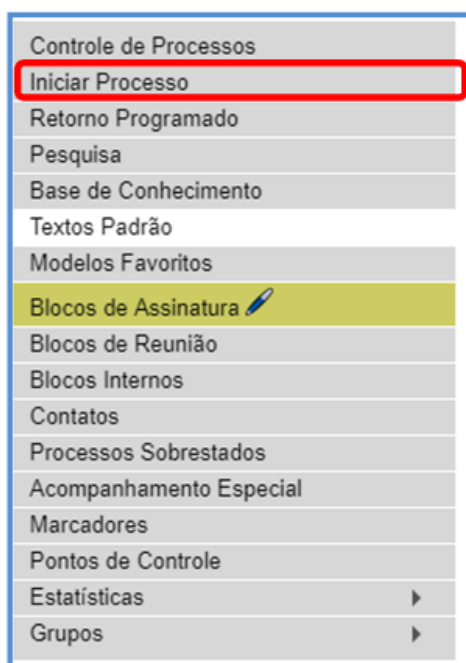 Controle de Processos
Iniciar Processo
Retorno Programado
Pesquisa
Base de Conhecimento
Textos Padrão
Modelos Favoritos
Blocos de Assinatura
Blocos de Reunião
Blocos Internos
Contatos
Processos Sobrestados
Acompanhamento Especial
Marcadores
Pontos de Controle
Estatísticas
Grupos